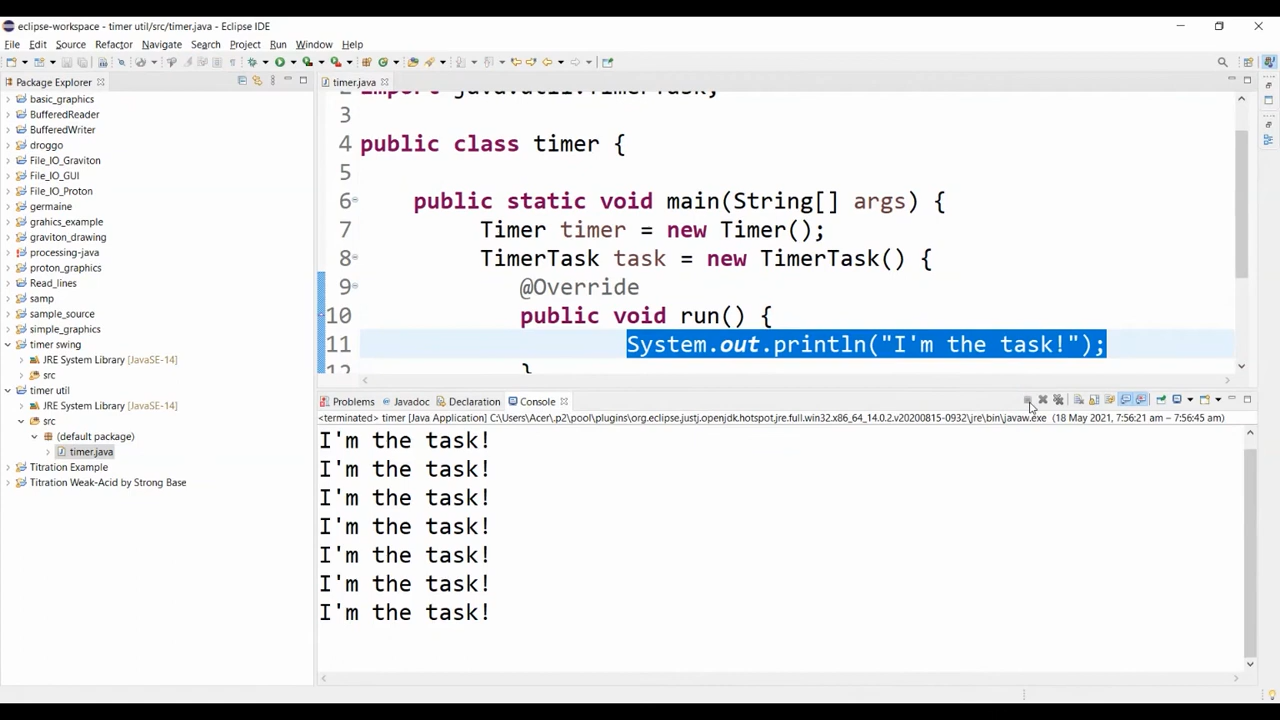 eclipse-workspace - timer util/src/timer.java - Eclipse IDE
File Edit Source Refactor Navigate Search Project Run Window Help
Package Explorer
basic_graphics
BufferedReader
BufferedWriter
droggo
File_IO_Graviton
File_IO_GUI
File_IO_Proton
germaine
grahics_example
graviton_drawing
processing-java
proton_graphics
Read_lines
samp
sample_source
simple_graphics
timer swing
JRE System Library [JavaSE-14]
src
timer util
JRE System Library [JavaSE-14]
src
(default package)
timer.java
Titration Example
Titration Weak-Acid by Strong Base
timer.java
2 import java.util.TimerTask;
3
4 public class timer {
5
6 public static void main(String[] args) {
7 Timer timer = new Timer();
8 TimerTask task = new TimerTask() {
9 @Override
10 public void run() {
11 System.out.println("I'm the task!");
12 }
Problems Javadoc Declaration Console
<terminated> timer [Java Application] C:\Users\Acer\.p2\pool\plugins\org.eclipse.justj.openjdk.hotspot.jre.full.win32.x86_64_14.0.2.v20200815-0932\jre\bin\javaw.exe (18 May 2021, 7:56:21 am – 7:56:45 am)
I'm the task!
I'm the task!
I'm the task!
I'm the task!
I'm the task!
I'm the task!
I'm the task!